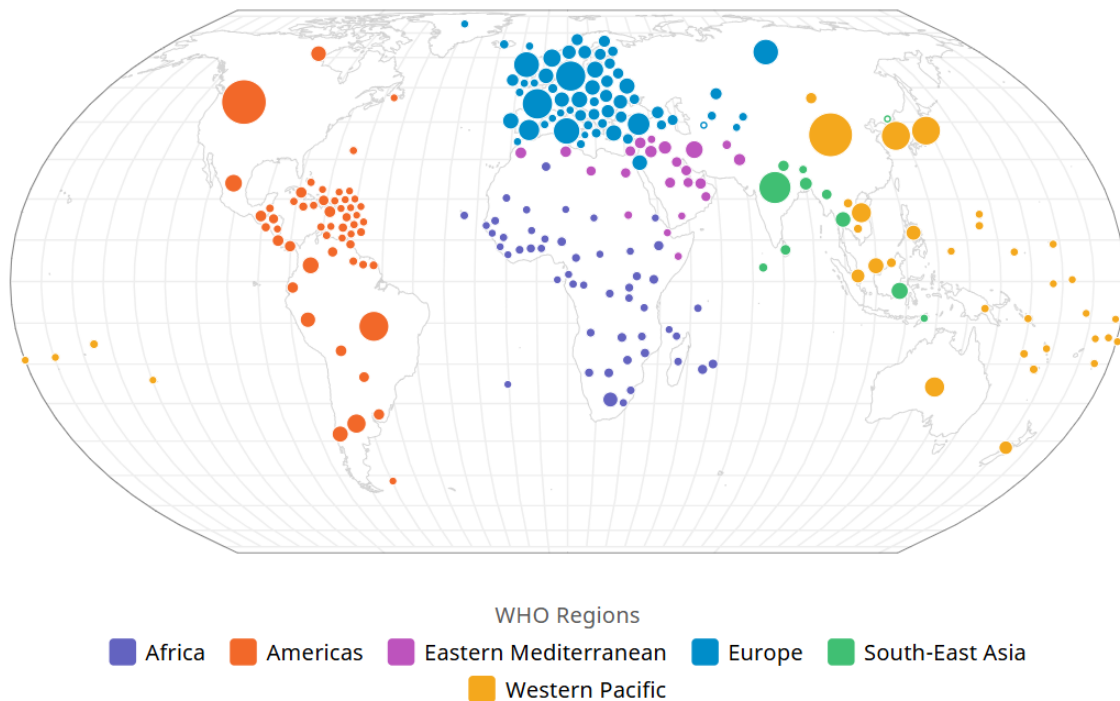 WHO Regions
Africa Americas Eastern Mediterranean Europe South-East Asia
Western Pacific